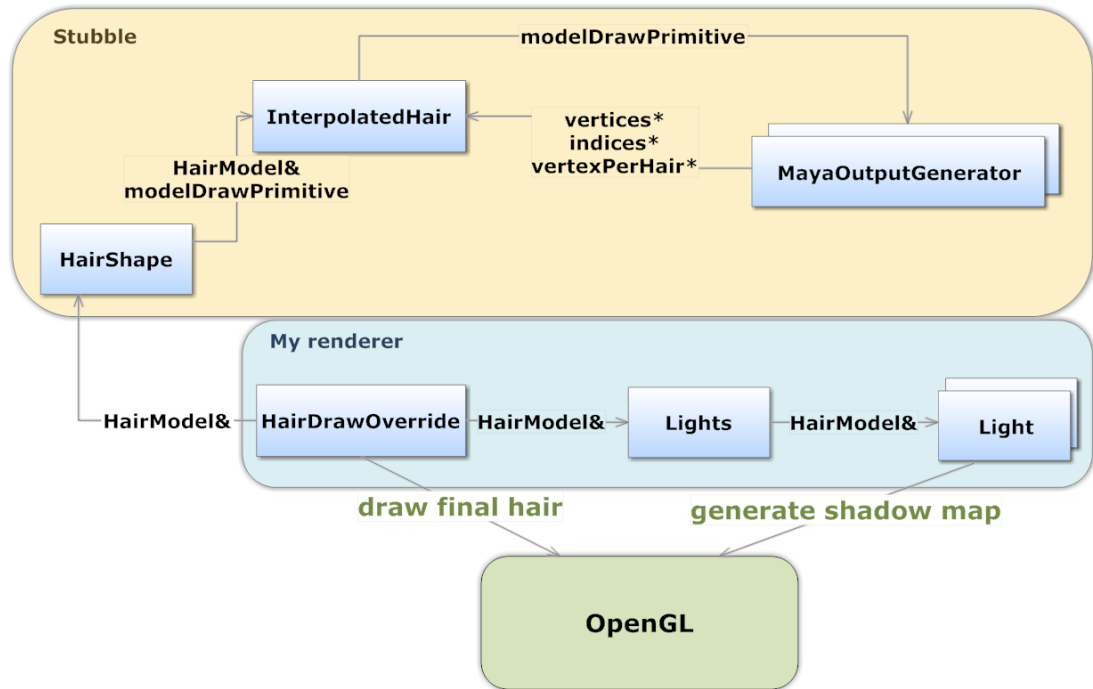 Stubble
modelDrawPrimitive
InterpolatedHair
vertices*
indices*
vertexPerHair*
MayaOutputGenerator
HairModel&
modelDrawPrimitive
HairShape
My renderer
HairModel&
HairDrawOverride
HairModel&
Lights
HairModel&
Light
draw final hair
generate shadow map
OpenGL